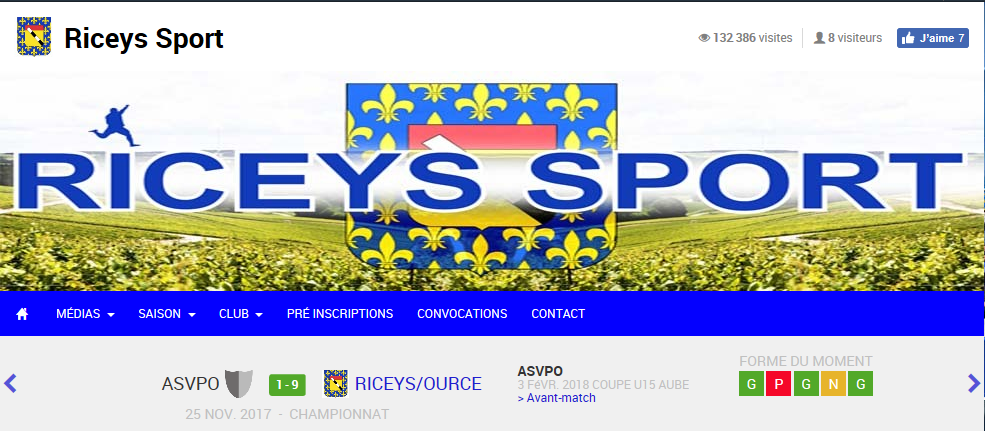 Riceys Sport
132 386 visites
8 visiteurs
J'aime 7
RICEYS SPORT
MÉDIAS
SAISON
CLUB
PRÉ INSCRIPTIONS
CONVOCATIONS
CONTACT
ASVPO 1 - 9 RICEYS/OURCE
25 NOV. 2017 - CHAMPIONNAT
ASVPO
3 FéVR. 2018 COUPE U15 AUBE
> Avant-match
FORME DU MOMENT
G P G N G